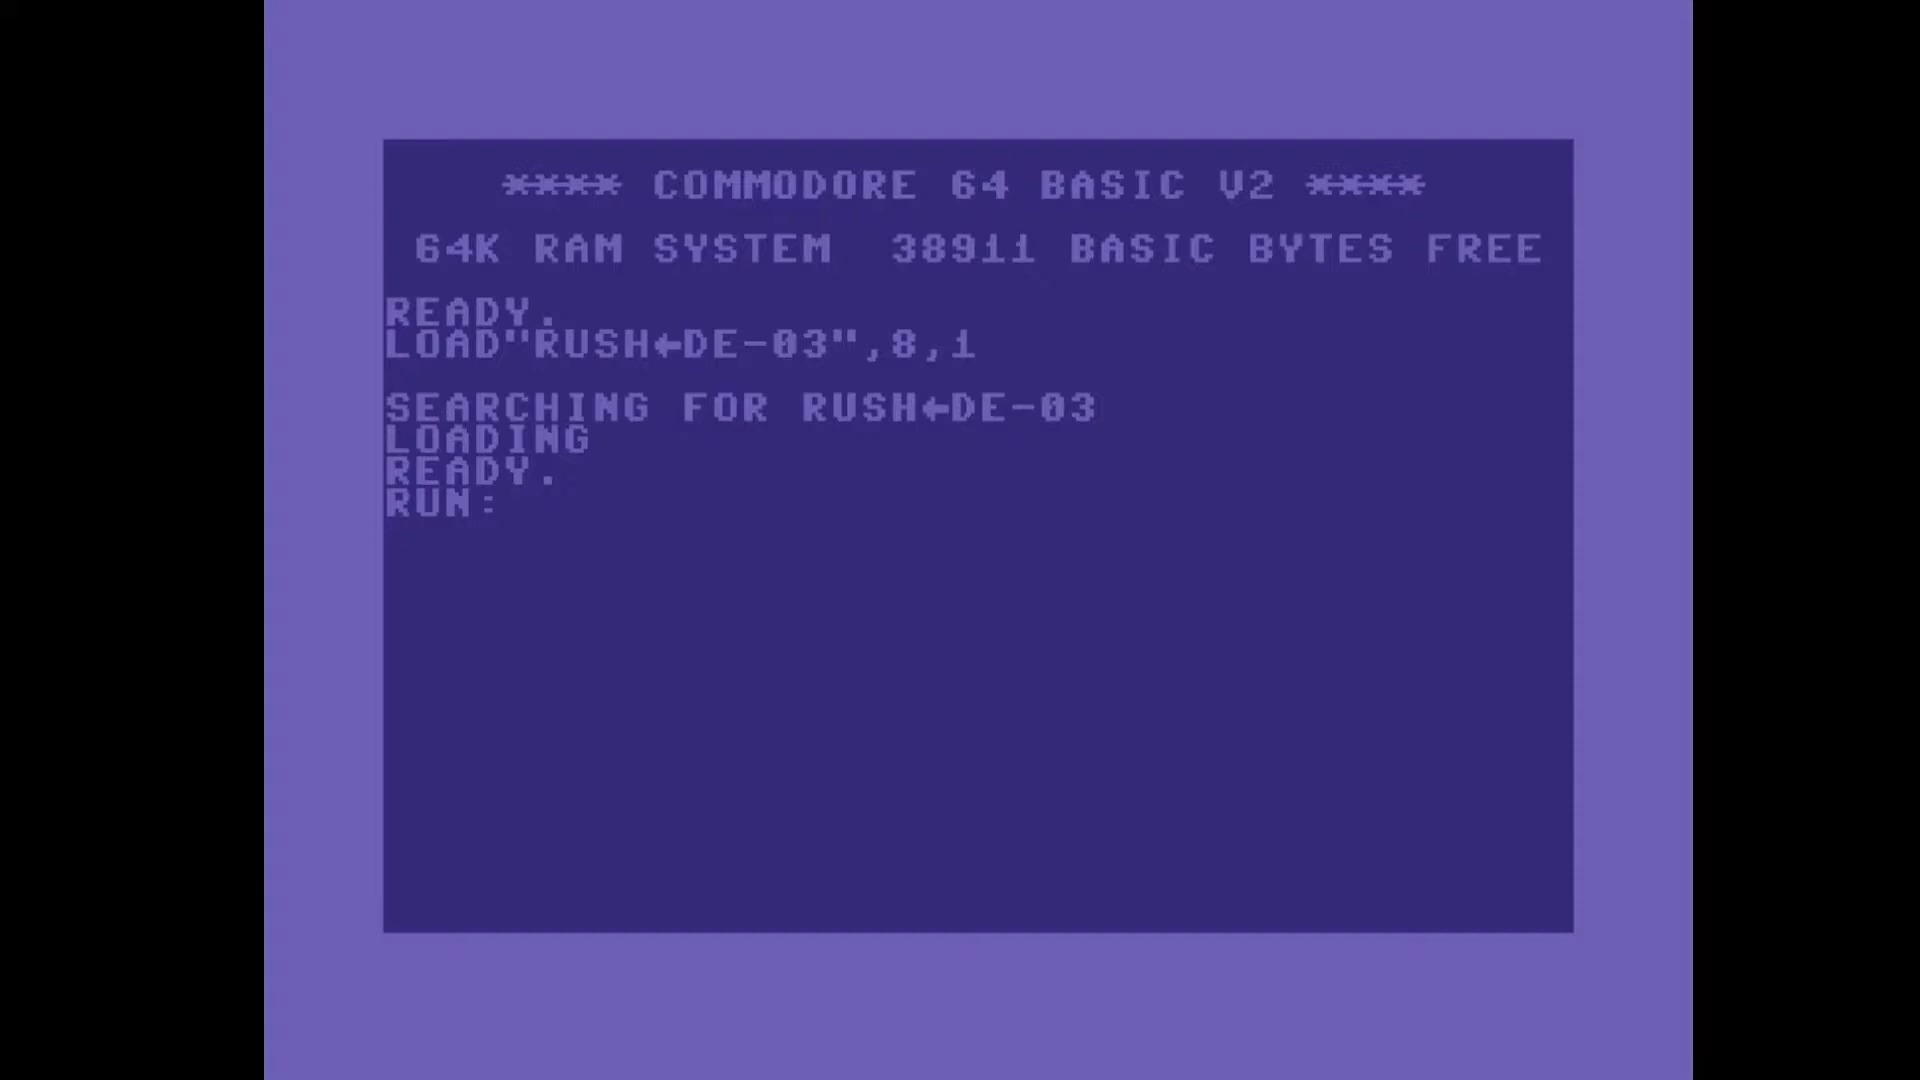 **** COMMODORE 64 BASIC V2 ****
64K RAM SYSTEM  38911 BASIC BYTES FREE
READY.
LOAD"RUSH←DE-03",8,1
SEARCHING FOR RUSH←DE-03
LOADING
READY.
RUN: